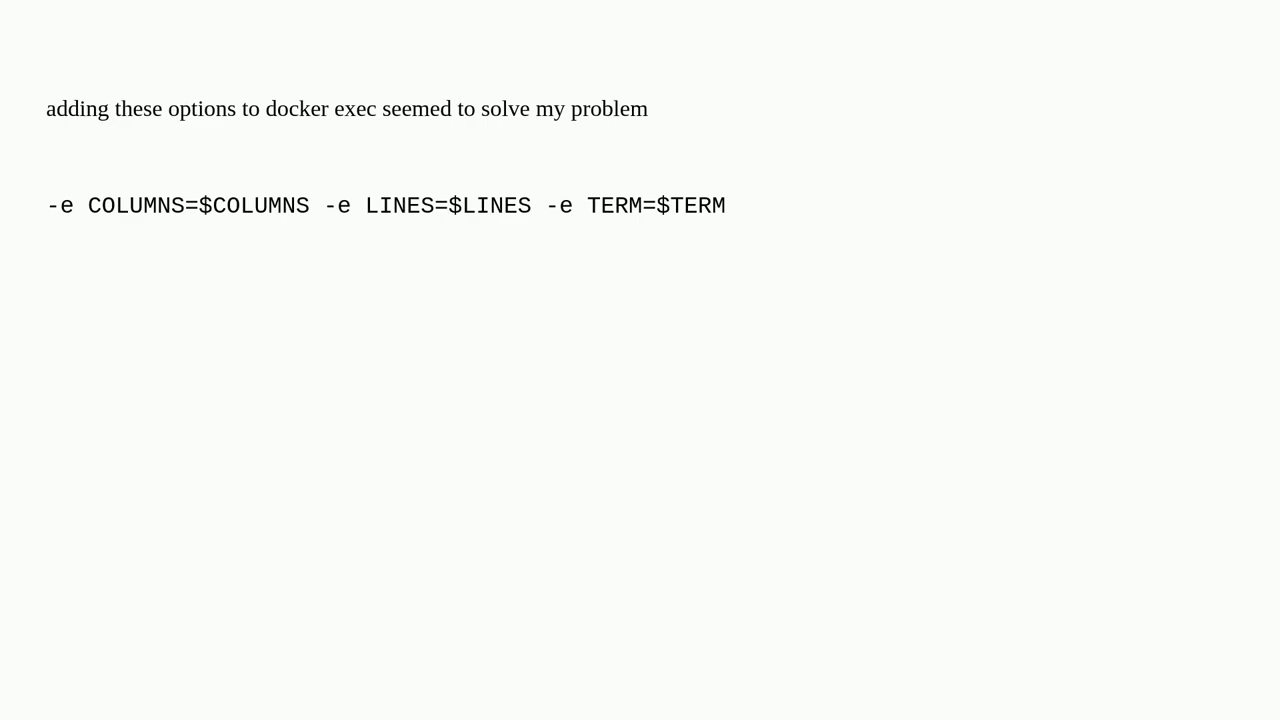 adding these options to docker exec seemed to solve my problem
-e COLUMNS=$COLUMNS -e LINES=$LINES -e TERM=$TERM